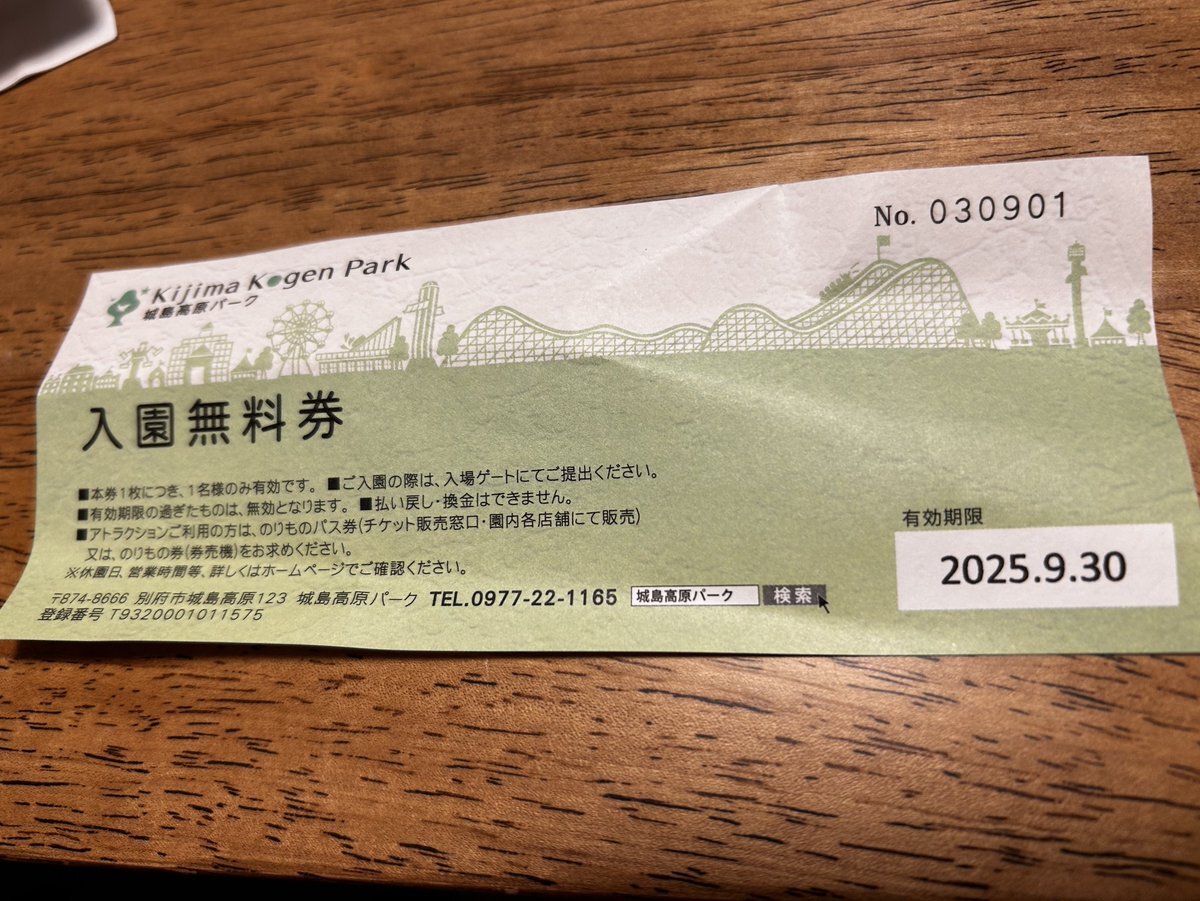 No. 030901
Kijima Kogen Park
城島高原パーク
入園無料券
■本券1枚につき、1名様のみ有効です。 ■ご入園の際は、入場ゲートにてご提出ください。
■有効期限の過ぎたものは、無効となります。 ■払い戻し・換金はできません。
■アトラクションご利用の方は、のりものパス券(チケット販売窓口・園内各店舗にて販売)
又は、のりもの券(券売機)をお求めください。
※休園日、営業時間等、詳しくはホームページでご確認ください。
〒874-8666 別府市城島高原123 城島高原パーク TEL.0977-22-1165 城島高原パーク 検索
登録番号 T9320001011575
有効期限
2025.9.30